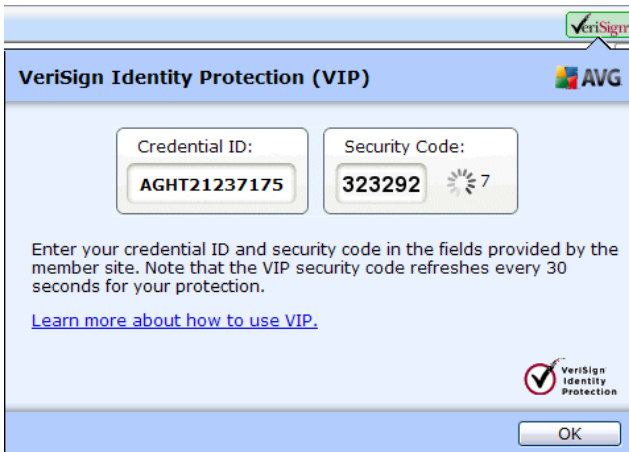 VeriSign
VeriSign Identity Protection (VIP)
AVG
Credential ID:
Security Code:
AGHT21237175
323292
7
Enter your credential ID and security code in the fields provided by the
member site. Note that the VIP security code refreshes every 30
seconds for your protection.
Learn more about how to use VIP.
VeriSign
Identity
Protection
OK